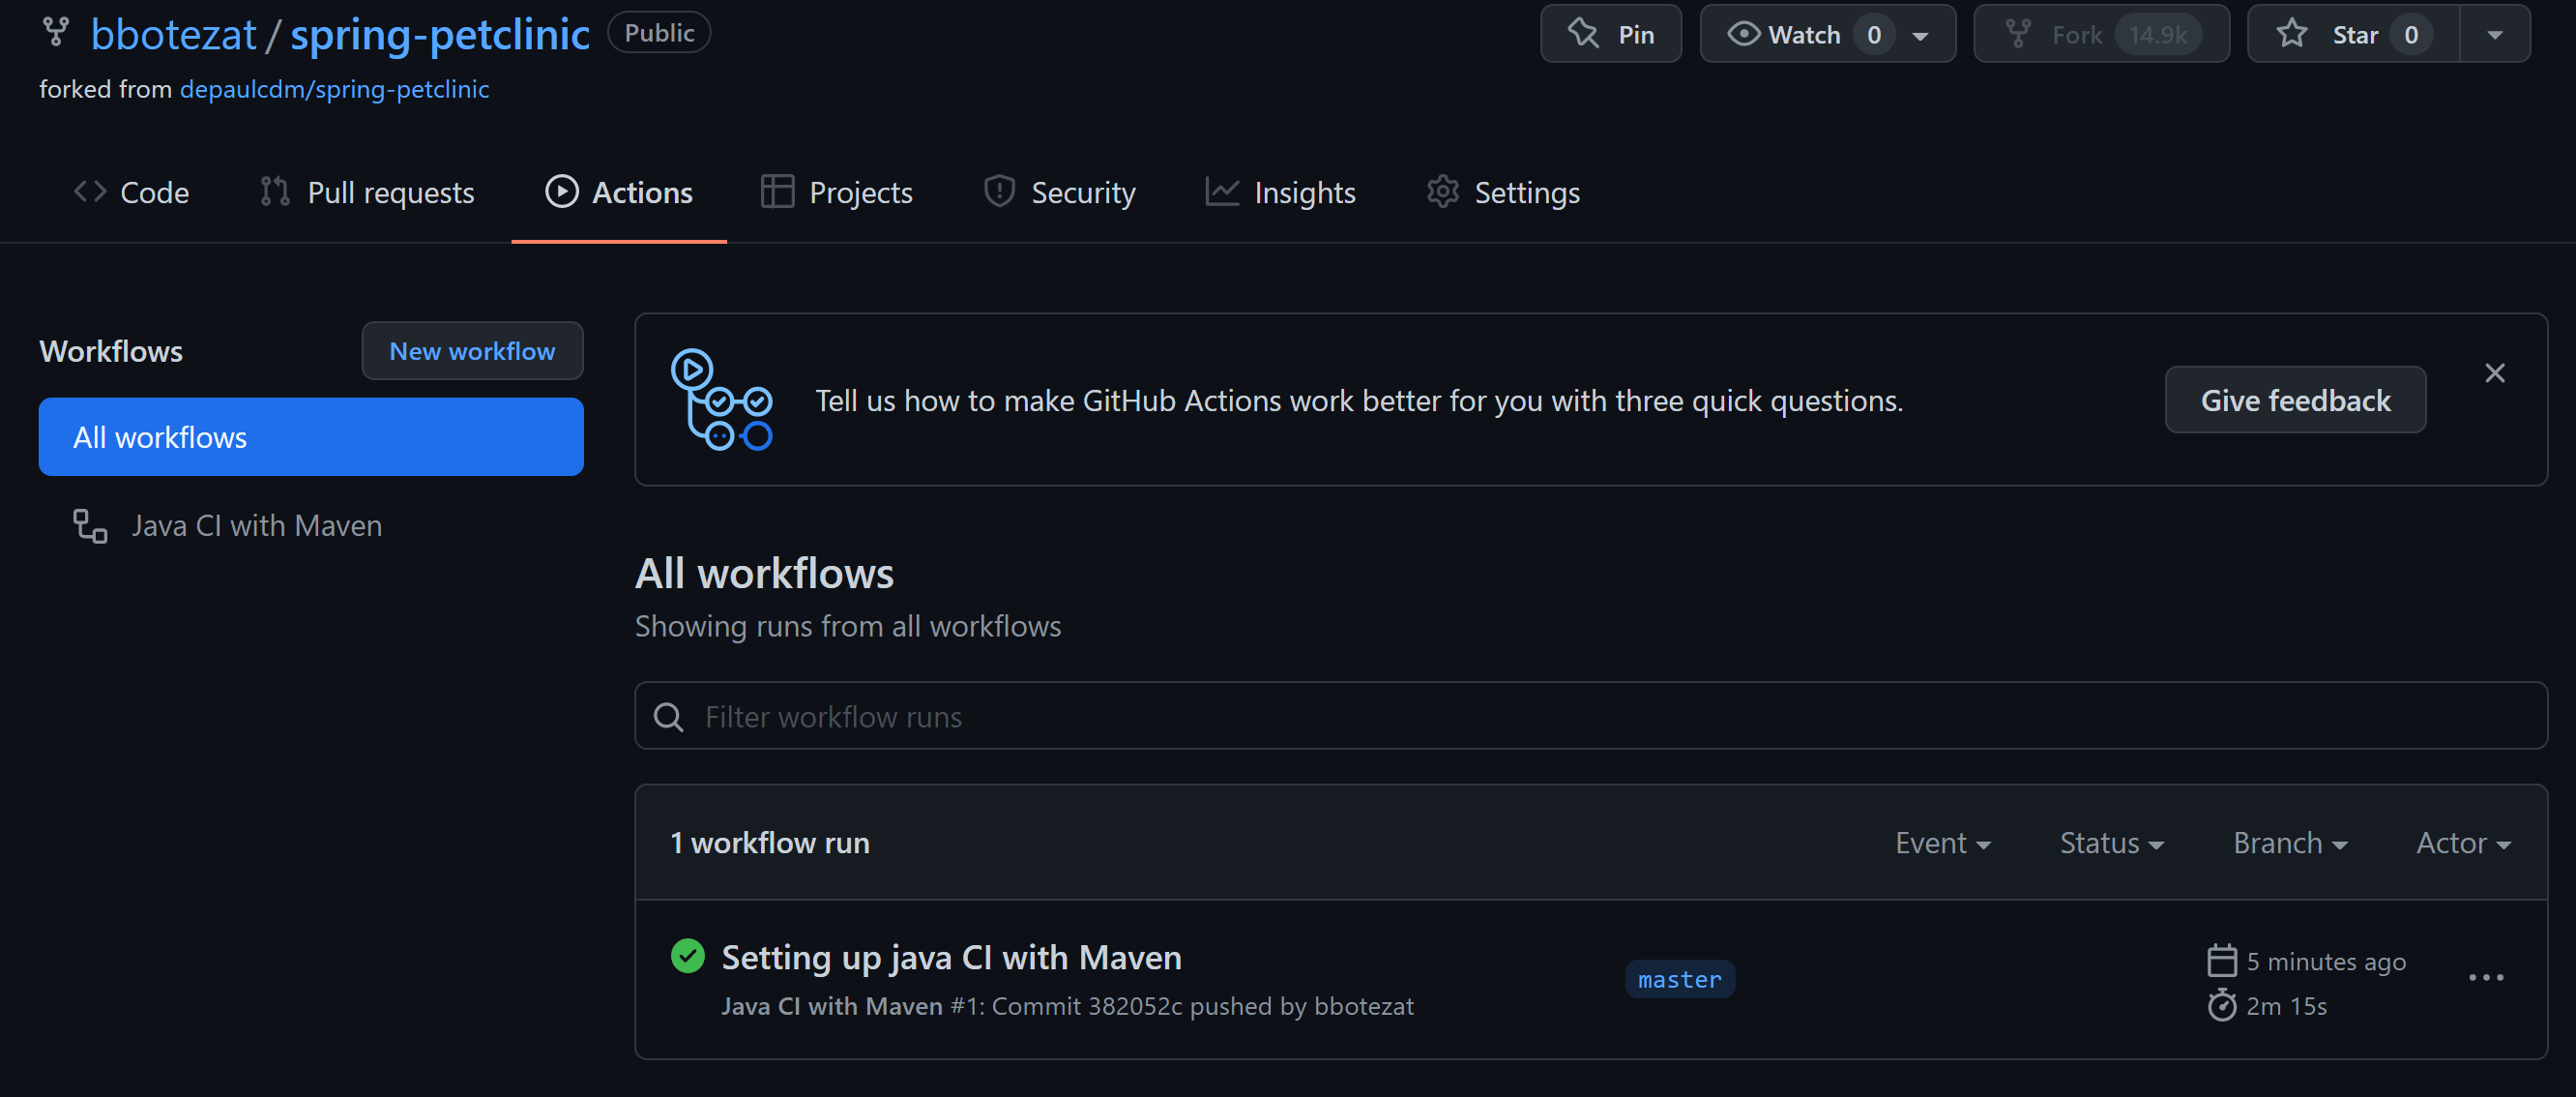 bbotezat / spring-petclinic Public Pin Watch 0 Fork 14.9k Star 0
forked from depaulcdm/spring-petclinic
Code Pull requests Actions Projects Security Insights Settings
Workflows New workflow
All workflows
Java CI with Maven
Tell us how to make GitHub Actions work better for you with three quick questions. Give feedback
All workflows
Showing runs from all workflows
Filter workflow runs
1 workflow run Event Status Branch Actor
Setting up java CI with Maven
Java CI with Maven #1: Commit 382052c pushed by bbotezat
master
5 minutes ago
2m 15s